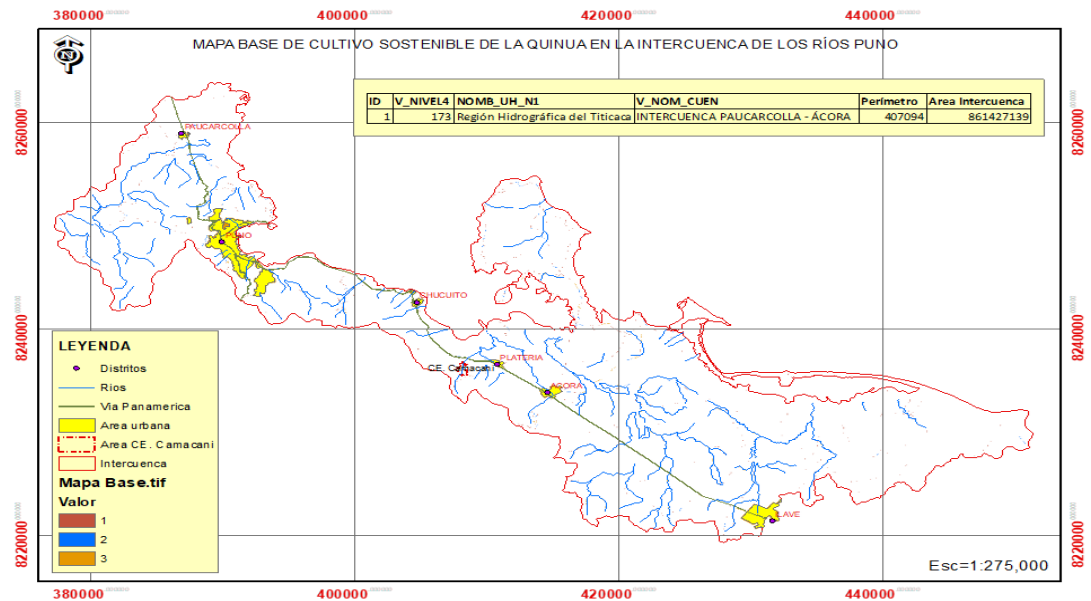 380000 400000 420000 440000
MAPA BASE DE CULTIVO SOSTENIBLE DE LA QUINUA EN LA INTERCUENCA DE LOS RÍOS PUNO
N
ID V_NIVEL4 NOMB_UH_N1 V_NOM_CUEN Perímetro Area Intercuenca
1 173 Región Hidrográfica del Titicaca INTERCUENCA PAUCARCOLLA - ÁCORA 407094 861427139
8260000 8260000
PAUCARCOLLA
PUNO
CHUCUITO
8240000 8240000
PLATERIA
CE. Camacani
ACORA
ILAVE
8220000 8220000
LEYENDA
Distritos
Rios
Via Panamerica
Area urbana
Area CE. Camacani
Intercuenca
Mapa Base.tif
Valor
1
2
3
Esc=1:275,000
380000 400000 420000 440000